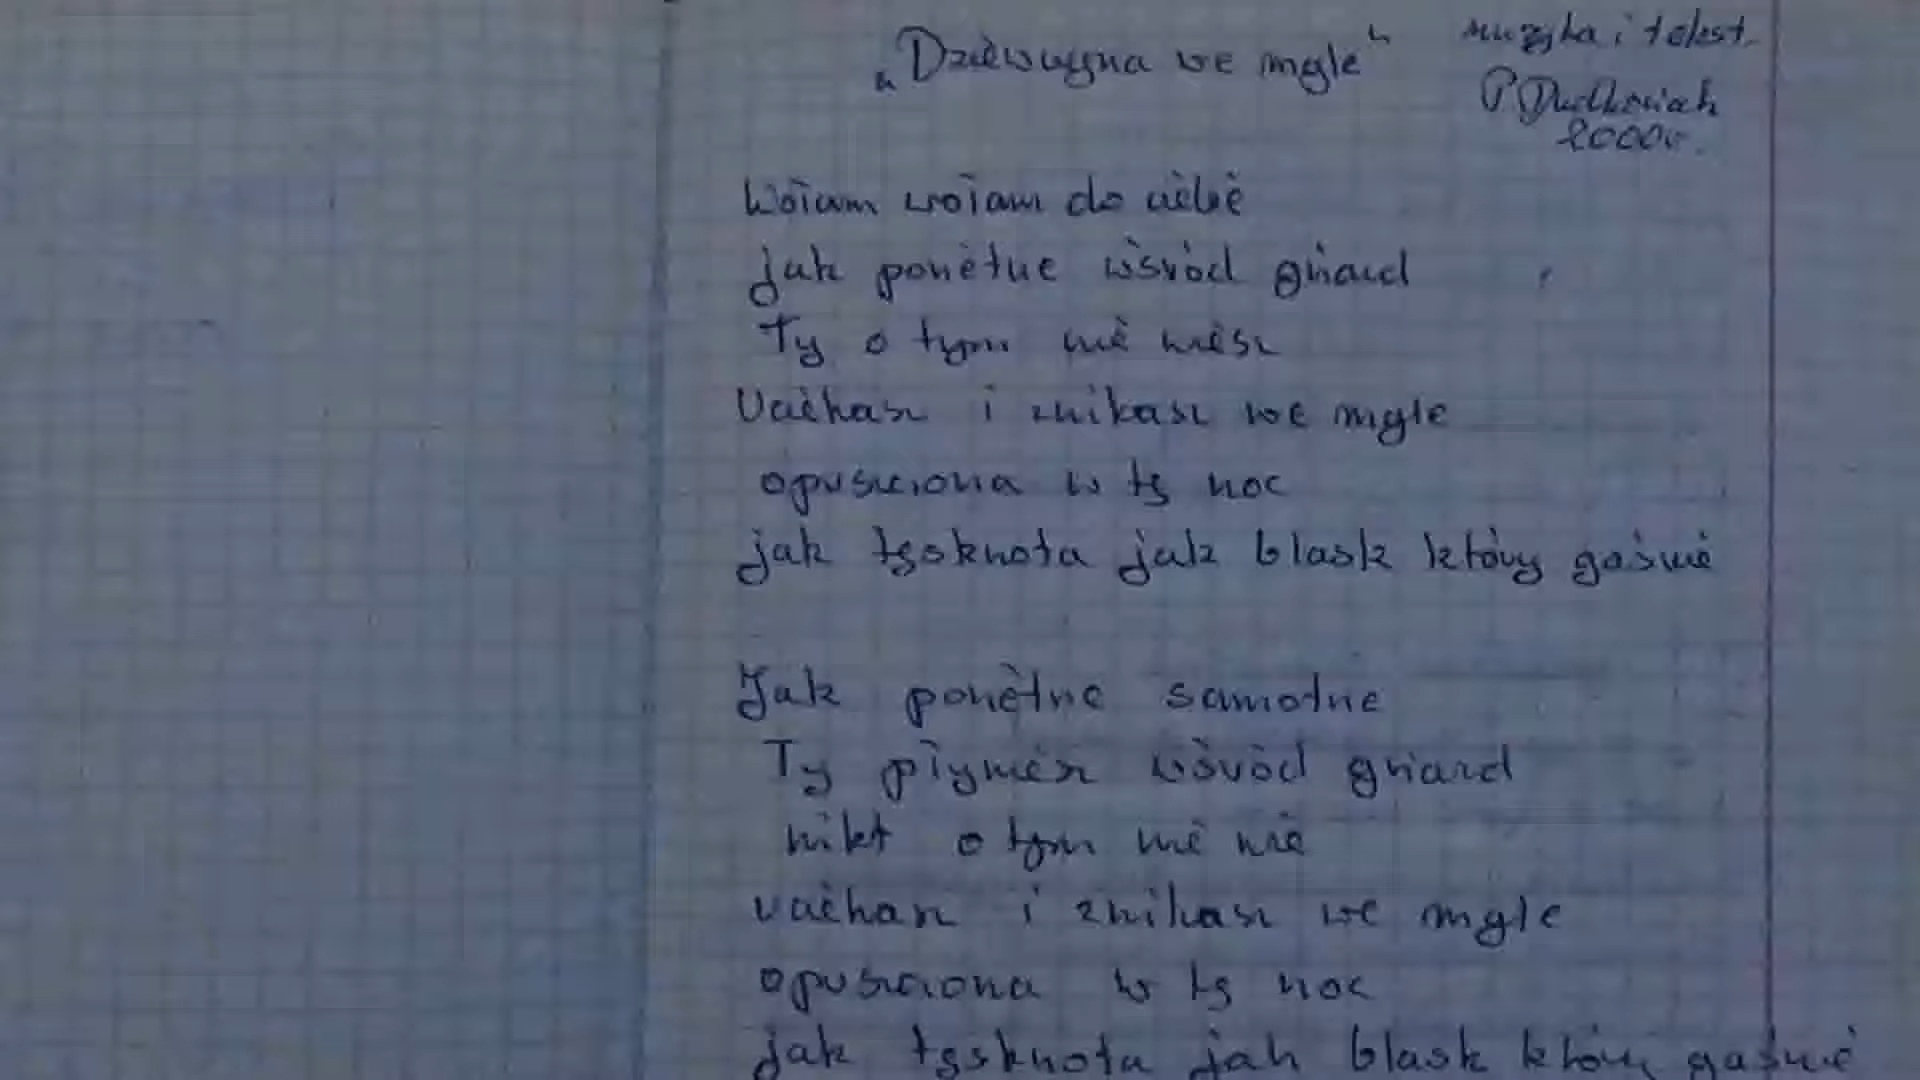 „Dziewczyna we mgle" muzyka i tekst
P Dudkowiak
2000r.
Wołam wołam do ciebie
jak ponętne wśród gwiazd
Ty o tym nie wiesz
Uciekasz i znikasz we mgle
opuszczona w tę noc
jak tęsknota jak blask który gaśnie
Jak ponętne samotne
Ty płyniesz wśród gwiazd
nikt o tym nie wie
uciekasz i znikasz we mgle
opuszczona w tę noc
jak tęsknota jak blask który gaśnie